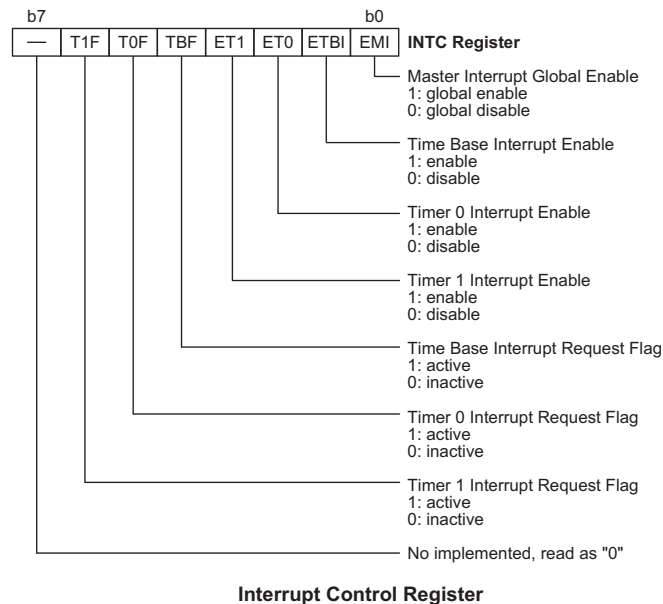 b7 b0
— T1F T0F TBF ET1 ET0 ETBI EMI INTC Register
Master Interrupt Global Enable
1: global enable
0: global disable
Time Base Interrupt Enable
1: enable
0: disable
Timer 0 Interrupt Enable
1: enable
0: disable
Timer 1 Interrupt Enable
1: enable
0: disable
Time Base Interrupt Request Flag
1: active
0: inactive
Timer 0 Interrupt Request Flag
1: active
0: inactive
Timer 1 Interrupt Request Flag
1: active
0: inactive
No implemented, read as "0"
Interrupt Control Register